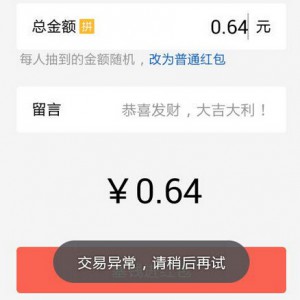 总金额 拼 0.64 元
每人抽到的金额随机，改为普通红包
留言 恭喜发财，大吉大利！
￥0.64
交易异常，请稍后再试